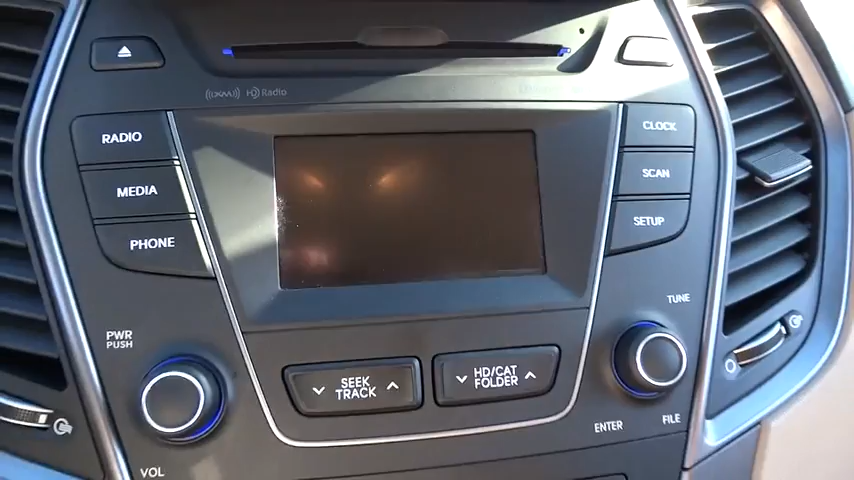 ((SiriusXM)) HD Radio
RADIO
MEDIA
PHONE
CLOCK
SCAN
SETUP
PWR
PUSH
VOL
SEEK
TRACK
HD/CAT
FOLDER
TUNE
ENTER
FILE